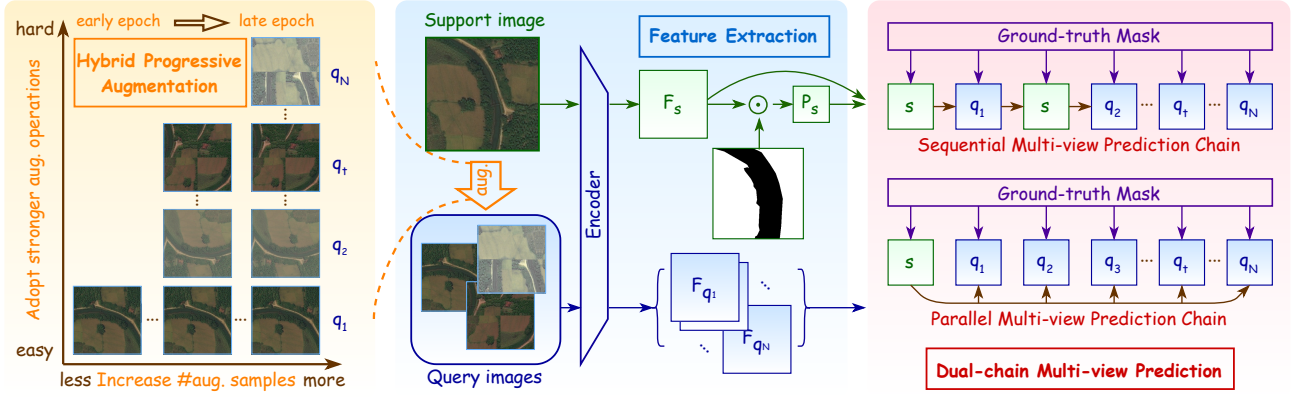 early epoch late epoch
hard
Hybrid Progressive
Augmentation
q_N
Adopt stronger aug. operations
...
q_t
...
q_2
... ...
q_1
easy
less Increase #aug. samples more
Support image
Feature Extraction
F_s
P_s
aug.
Encoder
F_q1
...
...
F_qN
Query images
Ground-truth Mask
s q_1 s q_2 ... q_t ... q_N
Sequential Multi-view Prediction Chain
Ground-truth Mask
s q_1 q_2 q_3 ... q_t ... q_N
Parallel Multi-view Prediction Chain
Dual-chain Multi-view Prediction